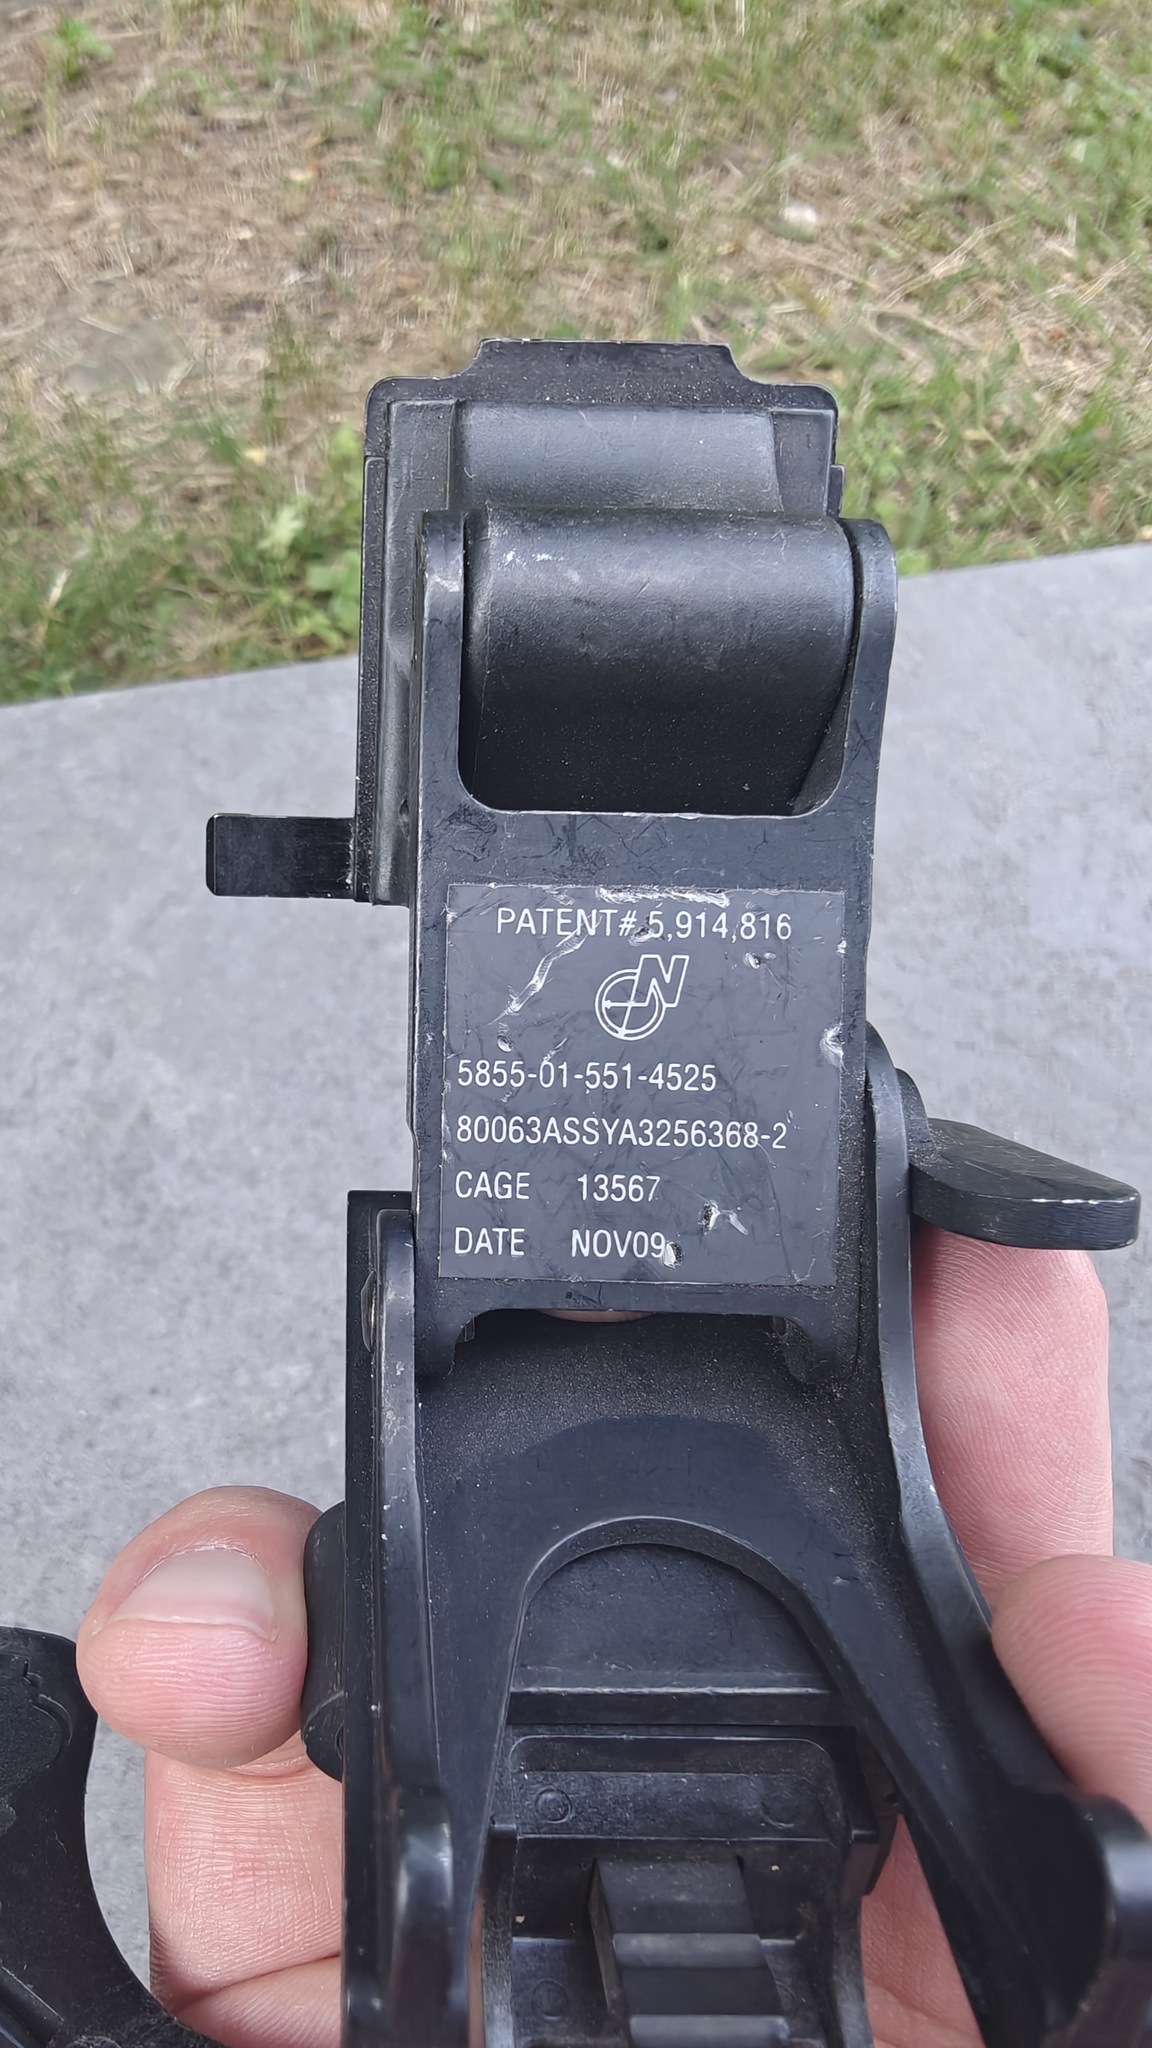 PATENT# 5,914,816
N
5855-01-551-4525
80063ASSYA3256368-2
CAGE 13567
DATE NOV09